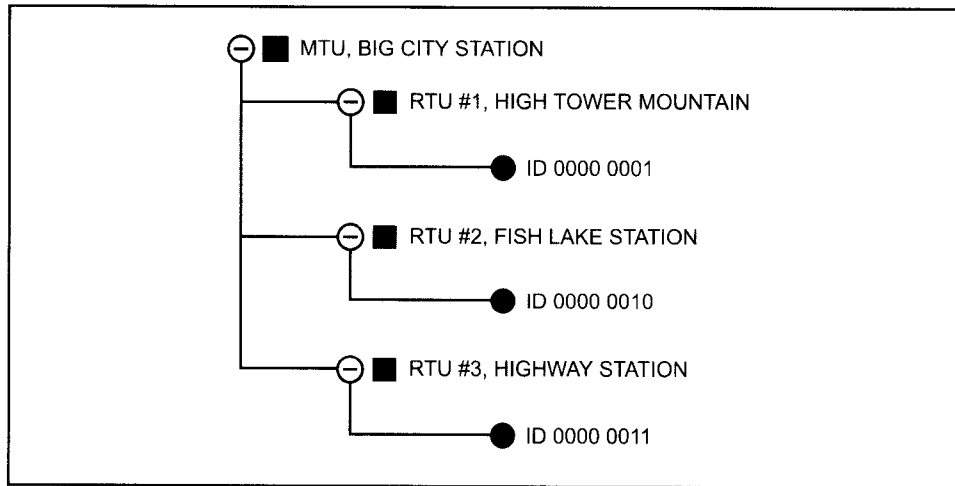 MTU, BIG CITY STATION
RTU #1, HIGH TOWER MOUNTAIN
ID 0000 0001
RTU #2, FISH LAKE STATION
ID 0000 0010
RTU #3, HIGHWAY STATION
ID 0000 0011